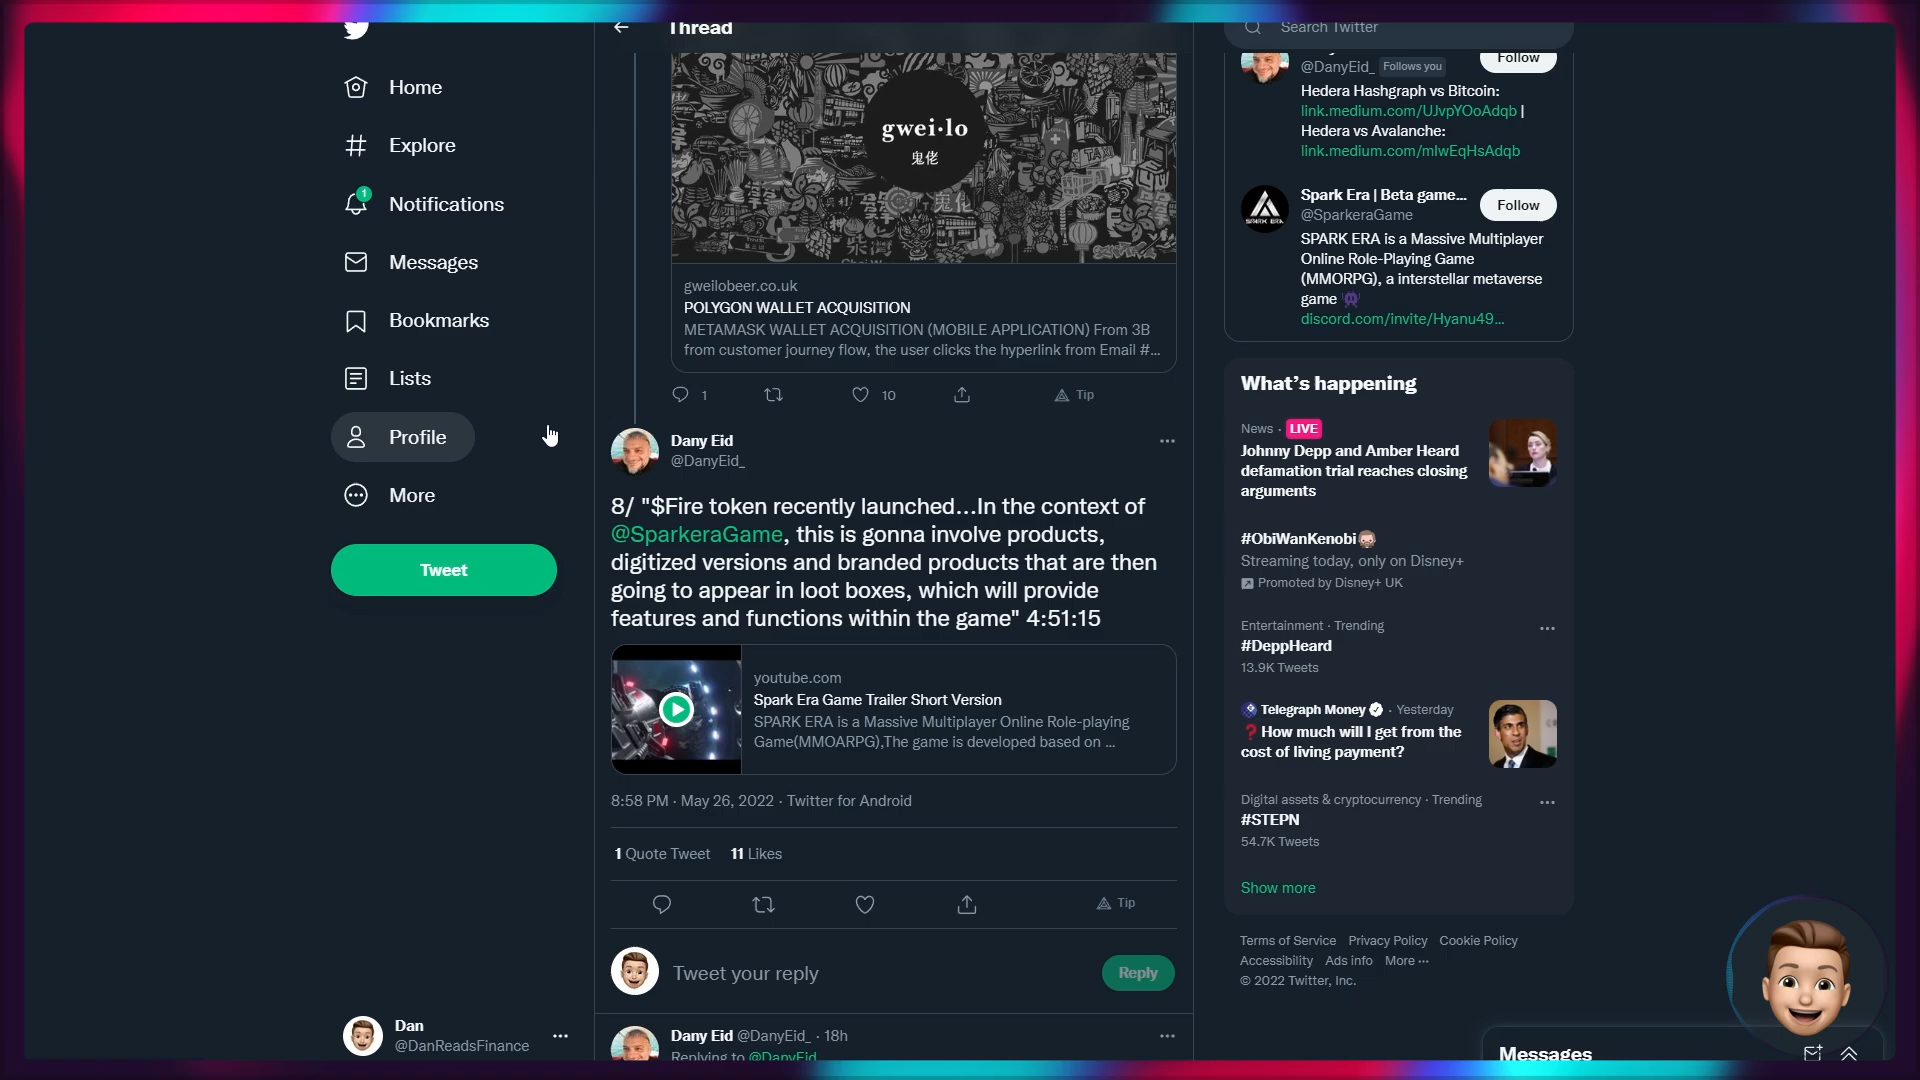 Home
Explore
1
Notifications
Messages
Bookmarks
Lists
Profile
More
Tweet
Dan
@DanReadsFinance
Thread
gwei·lo
鬼佬
gweilobeer.co.uk
POLYGON WALLET ACQUISITION
METAMASK WALLET ACQUISITION (MOBILE APPLICATION) From 3B
from customer journey flow, the user clicks the hyperlink from Email #...
1
10
Tip
Dany Eid
@DanyEid_
8/ "$Fire token recently launched...In the context of
@SparkeraGame, this is gonna involve products,
digitized versions and branded products that are then
going to appear in loot boxes, which will provide
features and functions within the game" 4:51:15
youtube.com
Spark Era Game Trailer Short Version
SPARK ERA is a Massive Multiplayer Online Role-playing
Game(MMOARPG),The game is developed based on ...
8:58 PM · May 26, 2022 · Twitter for Android
1 Quote Tweet 11 Likes
Tip
Tweet your reply
Reply
Dany Eid @DanyEid_ · 18h
Replying to @DanyEid_
Search Twitter
@DanyEid_ Follows you
Follow
Hedera Hashgraph vs Bitcoin:
link.medium.com/UJvpYOoAdqb |
Hedera vs Avalanche:
link.medium.com/mIwEqHsAdqb
SPARK ERA
Spark Era | Beta game...
@SparkeraGame
Follow
SPARK ERA is a Massive Multiplayer
Online Role-Playing Game
(MMORPG), a interstellar metaverse
game
discord.com/invite/Hyanu49...
What's happening
News · LIVE
Johnny Depp and Amber Heard
defamation trial reaches closing
arguments
#ObiWanKenobi
Streaming today, only on Disney+
Promoted by Disney+ UK
Entertainment · Trending
#DeppHeard
13.9K Tweets
Telegraph Money · Yesterday
❓How much will I get from the
cost of living payment?
Digital assets & cryptocurrency · Trending
#STEPN
54.7K Tweets
Show more
Terms of Service Privacy Policy Cookie Policy
Accessibility Ads info More ···
© 2022 Twitter, Inc.
Messages